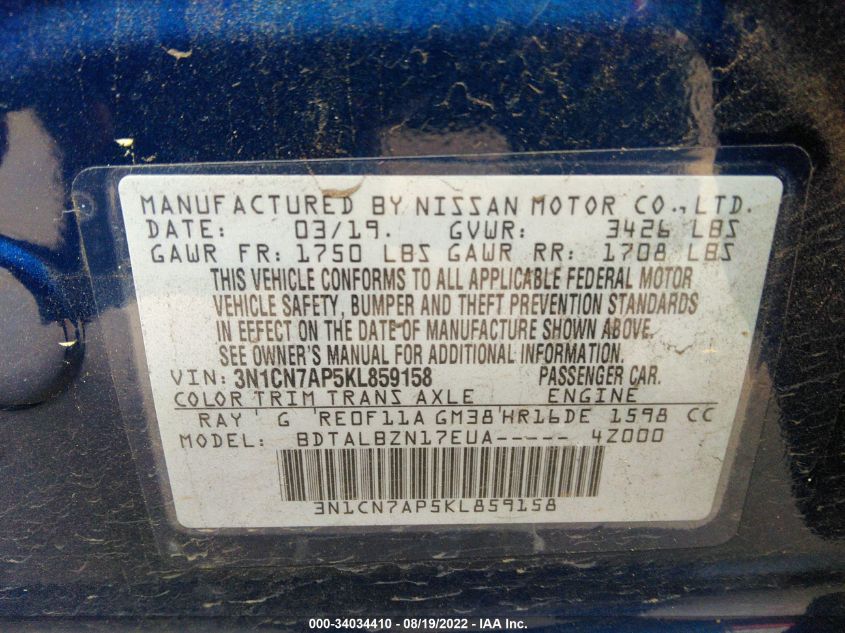 MANUFACTURED BY NISSAN MOTOR CO., LTD.
DATE: 03/19. GVWR: 3426 LBS
GAWR FR: 1750 LBS GAWR RR: 1708 LBS
THIS VEHICLE CONFORMS TO ALL APPLICABLE FEDERAL MOTOR
VEHICLE SAFETY, BUMPER AND THEFT PREVENTION STANDARDS
IN EFFECT ON THE DATE OF MANUFACTURE SHOWN ABOVE.
SEE OWNER'S MANUAL FOR ADDITIONAL INFORMATION.
VIN: 3N1CN7AP5KL859158 PASSENGER CAR.
COLOR TRIM TRANS AXLE ENGINE
RAY G RE0F11A GM38 HR16DE 1598 CC
MODEL: BDTALBZN17EUA----- 4Z000
3N1CN7AP5KL859158
000-34034410 - 08/19/2022 - IAA Inc.